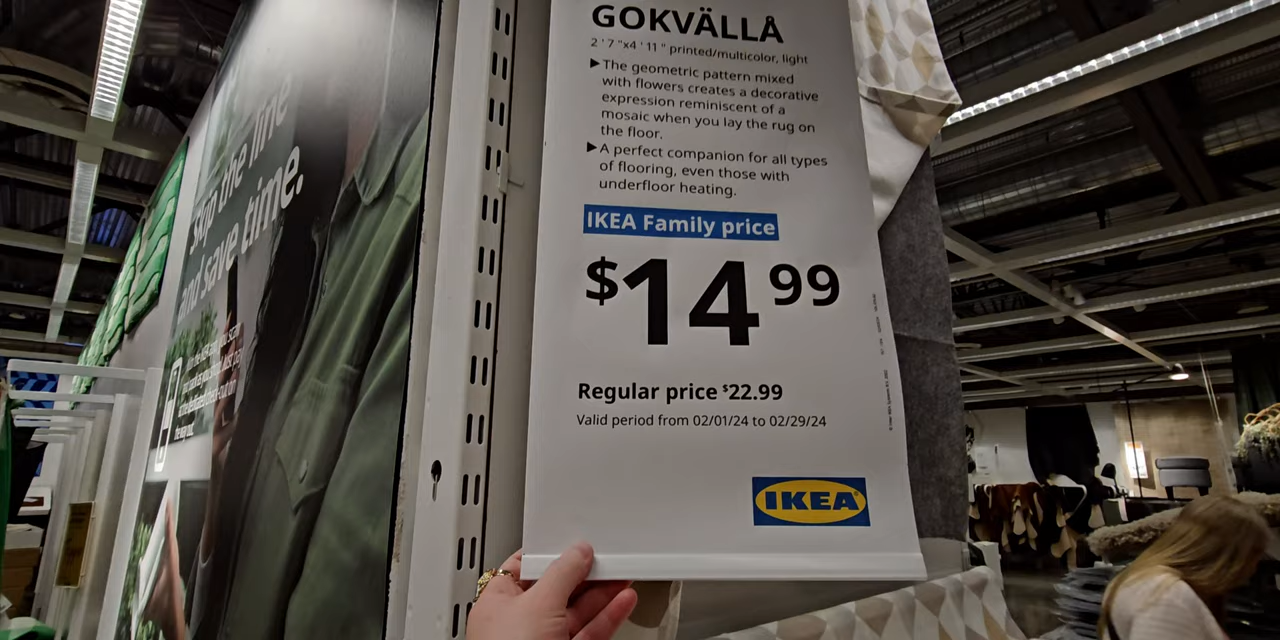 GOKVÄLLÅ
2 ' 7 "x4 ' 11 " printed/multicolor, light
▶The geometric pattern mixed
with flowers creates a decorative
expression reminiscent of a
mosaic when you lay the rug on
the floor.
▶A perfect companion for all types
of flooring, even those with
underfloor heating.
IKEA Family price
$14 99
Regular price $22.99
Valid period from 02/01/24 to 02/29/24
IKEA
skip the line
and save time.